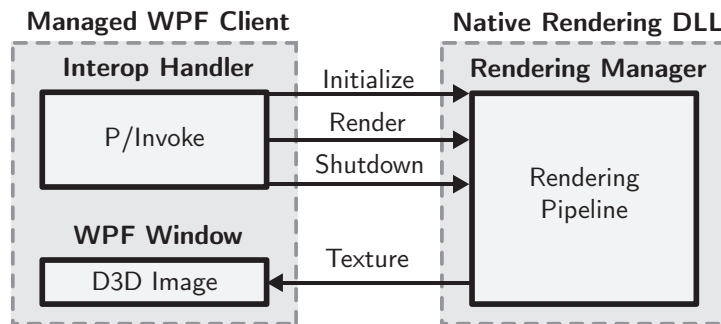 Managed WPF Client
Native Rendering DLL
Interop Handler
P/Invoke
Initialize
Render
Shutdown
Rendering Manager
Rendering
Pipeline
WPF Window
D3D Image
Texture